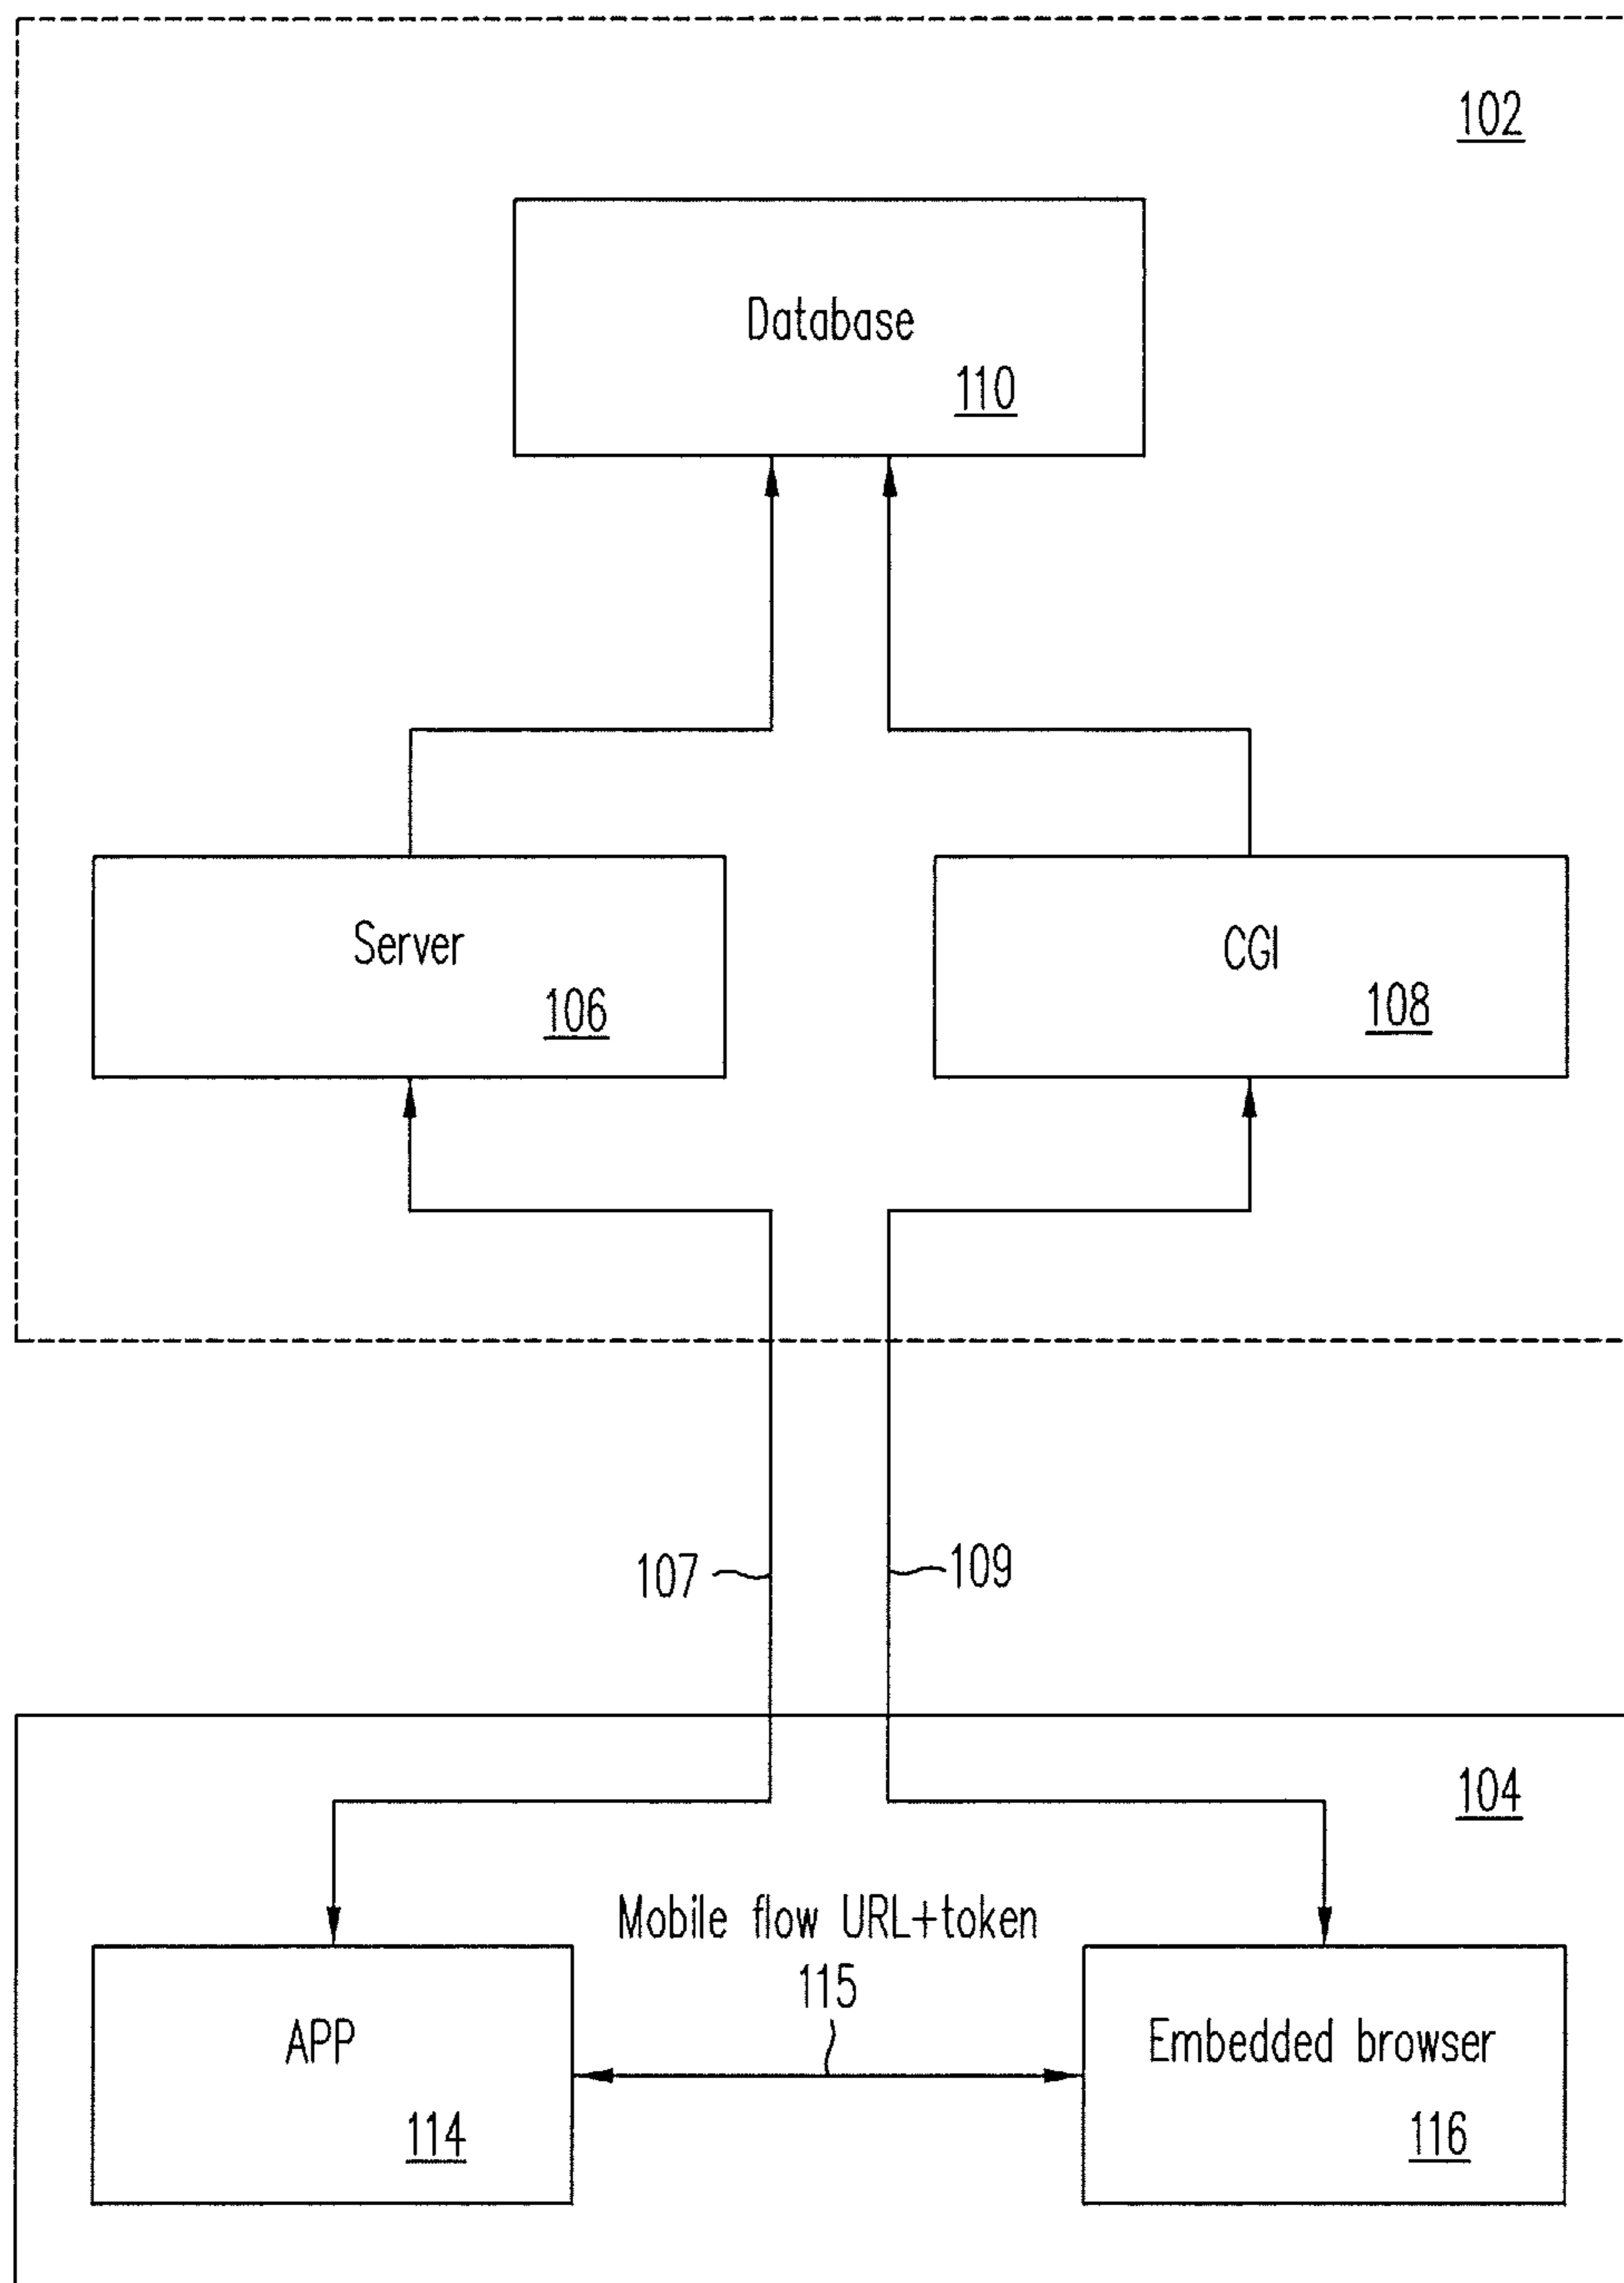 102
Database
110
Server
106
CGI
108
107
109
104
Mobile flow URL+token
115
APP
114
Embedded browser
116